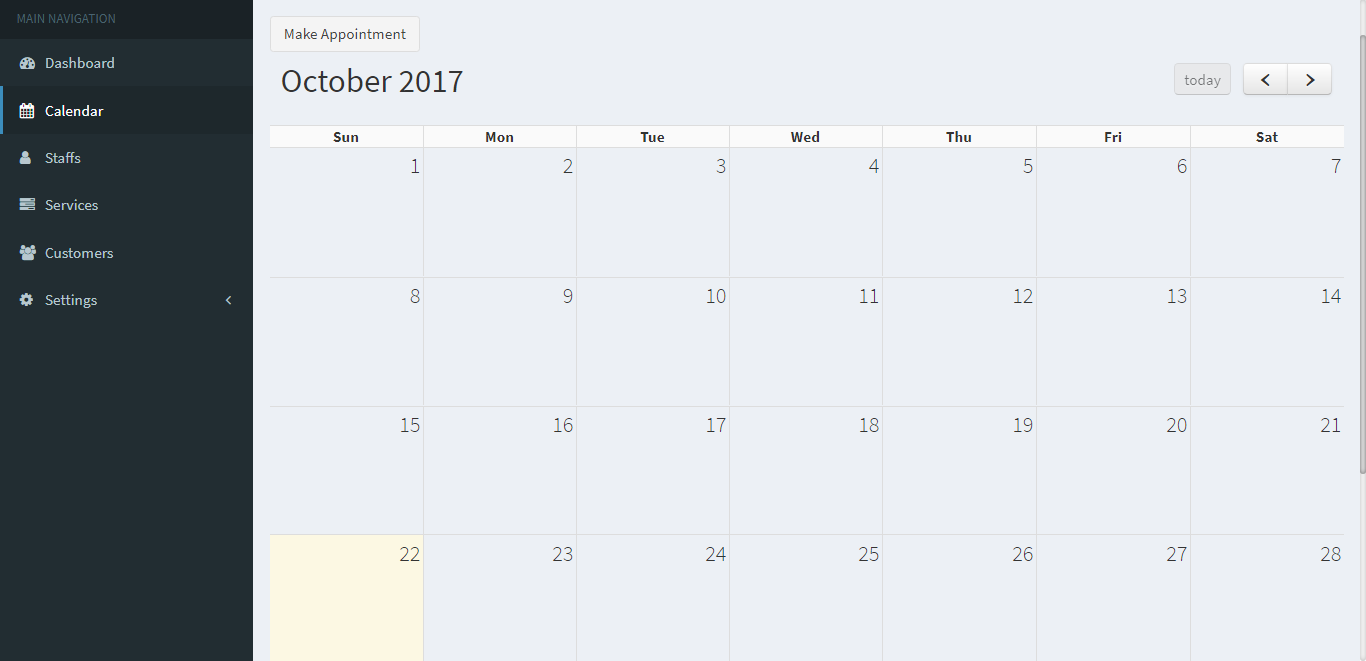 MAIN NAVIGATION
Dashboard
Calendar
Staffs
Services
Customers
Settings
Make Appointment
October 2017
today
Sun Mon Tue Wed Thu Fri Sat
1 2 3 4 5 6 7
8 9 10 11 12 13 14
15 16 17 18 19 20 21
22 23 24 25 26 27 28